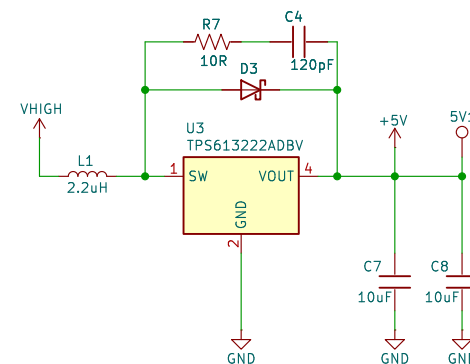 R7
10R
C4
120pF
D3
VHIGH
L1
2.2uH
U3
TPS613222ADBV
1
SW
VOUT
4
GND
2
+5V
C7
10uF
C8
10uF
GND
GND